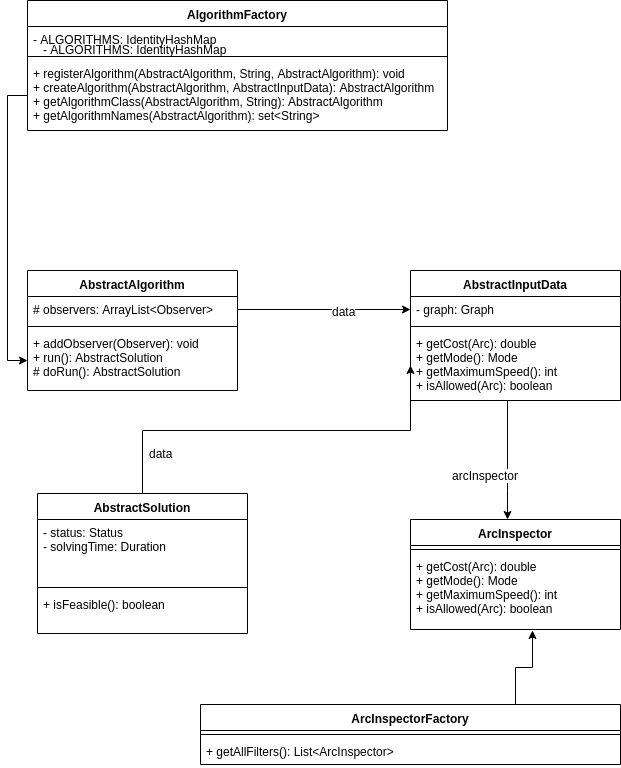 AlgorithmFactory
- ALGORITHMS: IdentityHashMap
- ALGORITHMS: IdentityHashMap
+ registerAlgorithm(AbstractAlgorithm, String, AbstractAlgorithm): void
+ createAlgorithm(AbstractAlgorithm, AbstractInputData): AbstractAlgorithm
+ getAlgorithmClass(AbstractAlgorithm, String): AbstractAlgorithm
+ getAlgorithmNames(AbstractAlgorithm): set<String>
AbstractAlgorithm
# observers: ArrayList<Observer>
+ addObserver(Observer): void
+ run(): AbstractSolution
# doRun(): AbstractSolution
data
AbstractInputData
- graph: Graph
+ getCost(Arc): double
+ getMode(): Mode
+ getMaximumSpeed(): int
+ isAllowed(Arc): boolean
data
arcInspector
AbstractSolution
- status: Status
- solvingTime: Duration
+ isFeasible(): boolean
ArcInspector
+ getCost(Arc): double
+ getMode(): Mode
+ getMaximumSpeed(): int
+ isAllowed(Arc): boolean
ArcInspectorFactory
+ getAllFilters(): List<ArcInspector>